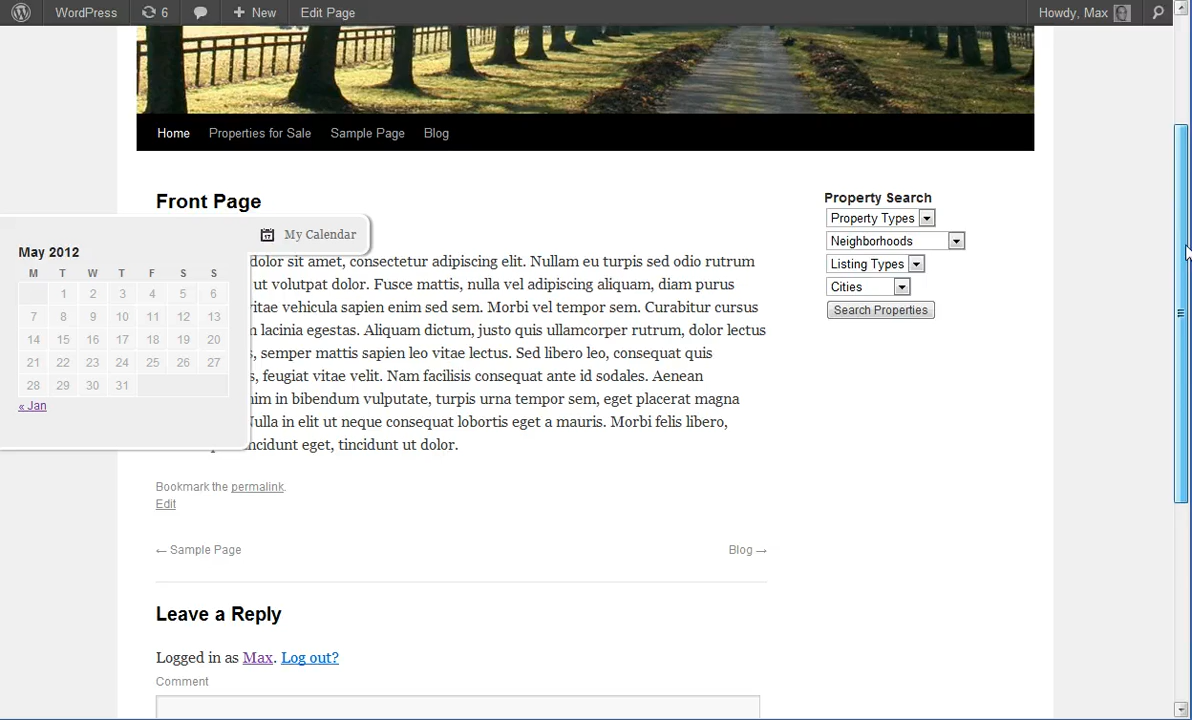 WordPress 6 New Edit Page Howdy, Max
Home Properties for Sale Sample Page Blog
Front Page
My Calendar
May 2012
M T W T F S S
1 2 3 4 5 6
7 8 9 10 11 12 13
14 15 16 17 18 19 20
21 22 23 24 25 26 27
28 29 30 31
« Jan
dolor sit amet, consectetur adipiscing elit. Nullam eu turpis sed odio rutrum
ut volutpat dolor. Fusce mattis, nulla vel adipiscing aliquam, diam purus
vitae vehicula sapien enim sed sem. Morbi vel tempor sem. Curabitur cursus
lacinia egestas. Aliquam dictum, justo quis ullamcorper rutrum, dolor lectus
, semper mattis sapien leo vitae lectus. Sed libero leo, consequat quis
, feugiat vitae velit. Nam facilisis consequat ante id sodales. Aenean
in bibendum vulputate, turpis urna tempor sem, eget placerat magna
Nulla in elit ut neque consequat lobortis eget a mauris. Morbi felis libero,
eget, tincidunt ut dolor.
Bookmark the permalink.
Edit
← Sample Page Blog →
Leave a Reply
Logged in as Max. Log out?
Comment
Property Search
Property Types
Neighborhoods
Listing Types
Cities
Search Properties